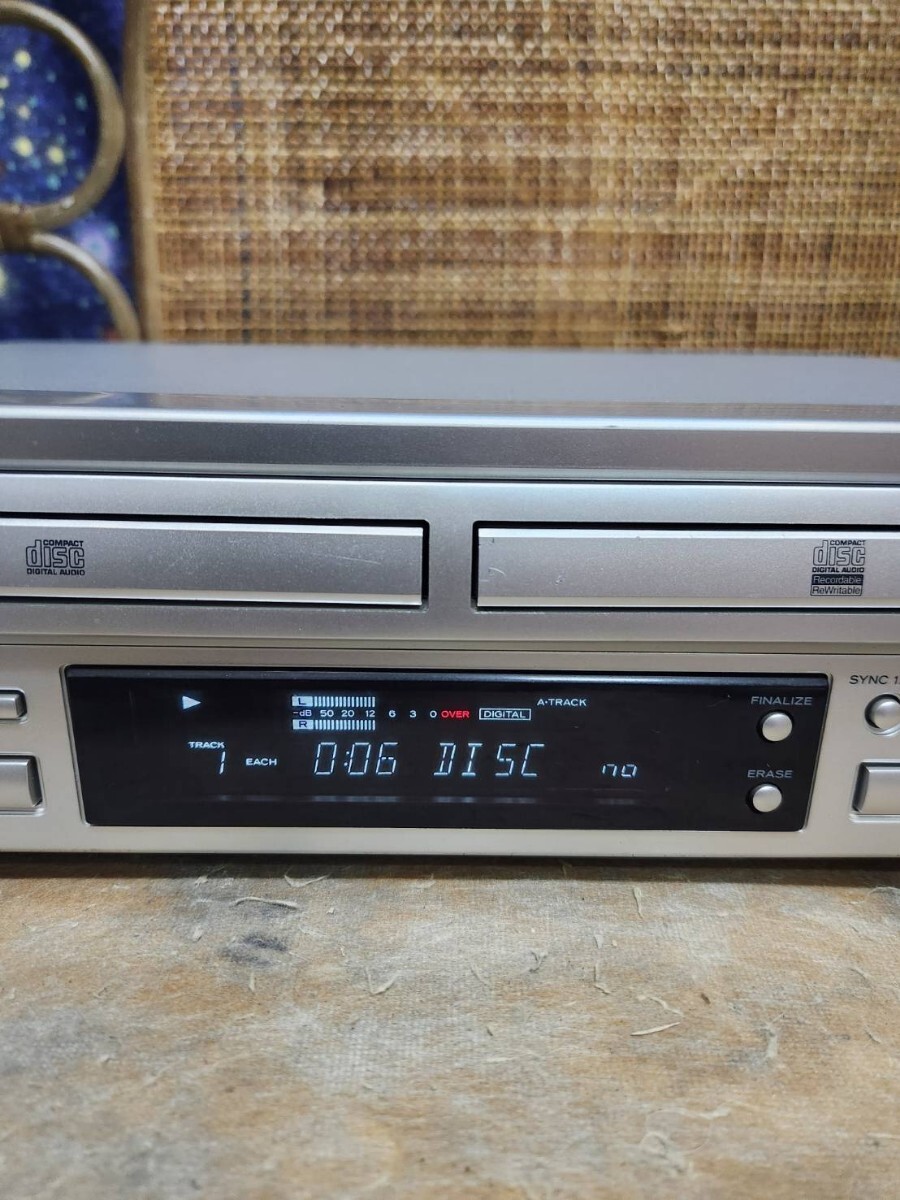 COMPACT
disc
DIGITAL AUDIO
COMPACT
disc
DIGITAL AUDIO
Recordable
ReWritable
SYNC
L
A-TRACK
-dB 50 20 12 6 3 0 OVER DIGITAL
R
FINALIZE
TRACK
1 EACH 0:06 DISC no
ERASE